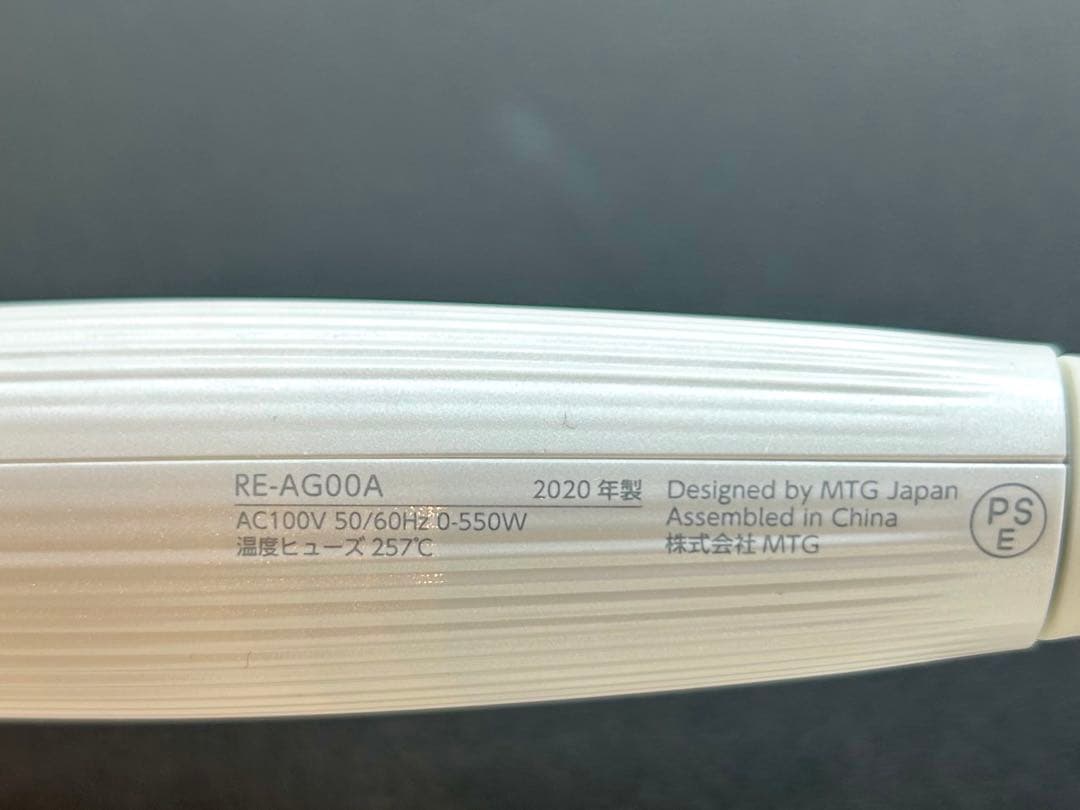 RE-AG00A 2020 年製
AC100V 50/60Hz 0-550W
温度ヒューズ 257℃
Designed by MTG Japan
Assembled in China
株式会社 MTG
PS
E